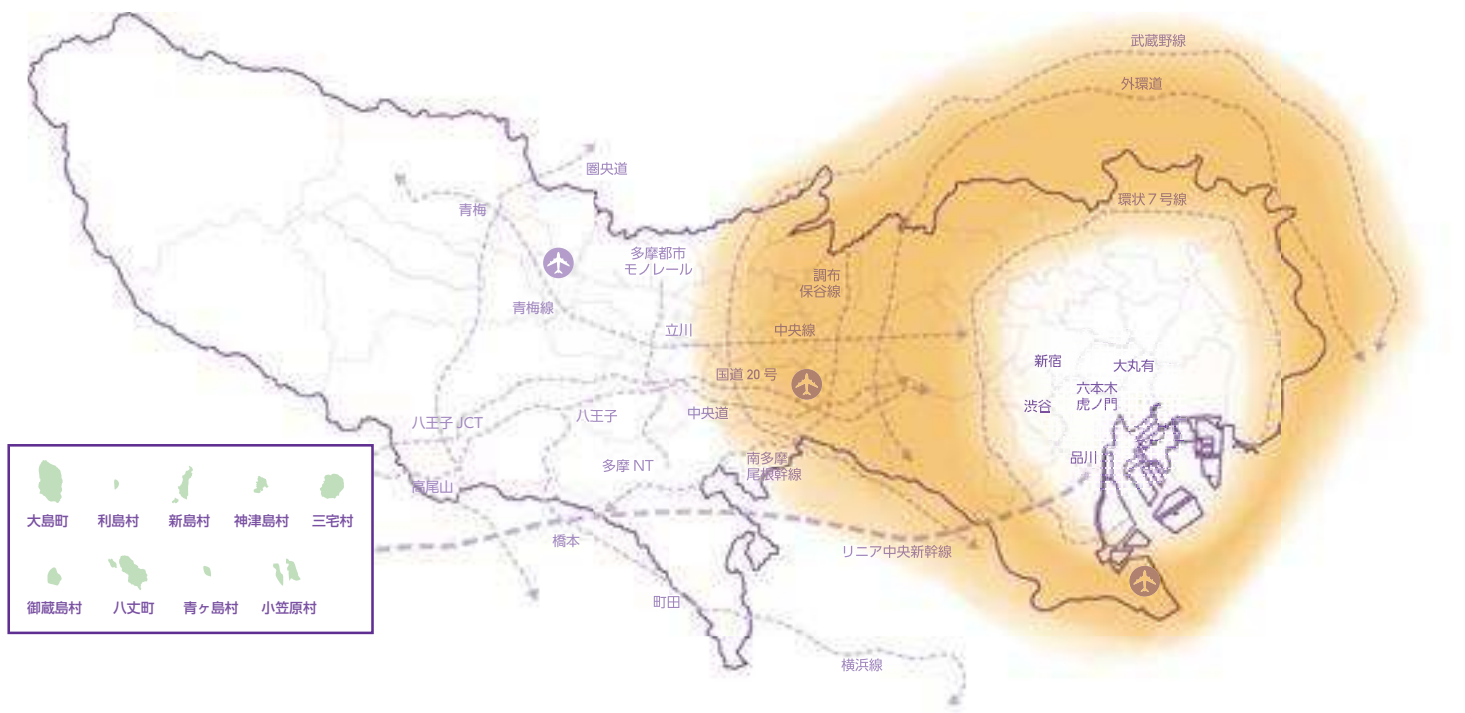 武蔵野線
外環道
圏央道
環状７号線
青梅
多摩都市
モノレール
調布
保谷線
青梅線
立川
中央線
新宿
大丸有
国道 20 号
六本木
虎ノ門
渋谷
八王子 JCT
八王子
中央道
品川
多摩 NT
南多摩
尾根幹線
高尾山
橋本
リニア中央新幹線
町田
横浜線
大島町
利島村
新島村
神津島村
三宅村
御蔵島村
八丈町
青ヶ島村
小笠原村